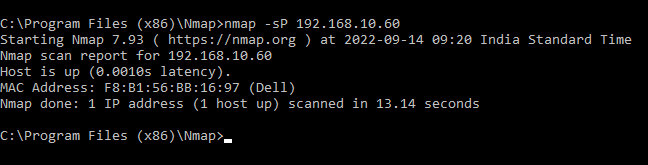 C:\Program Files (x86)\Nmap>nmap -sP 192.168.10.60
Starting Nmap 7.93 ( https://nmap.org ) at 2022-09-14 09:20 India Standard Time
Nmap scan report for 192.168.10.60
Host is up (0.0010s latency).
MAC Address: F8:B1:56:BB:16:97 (Dell)
Nmap done: 1 IP address (1 host up) scanned in 13.14 seconds
C:\Program Files (x86)\Nmap>